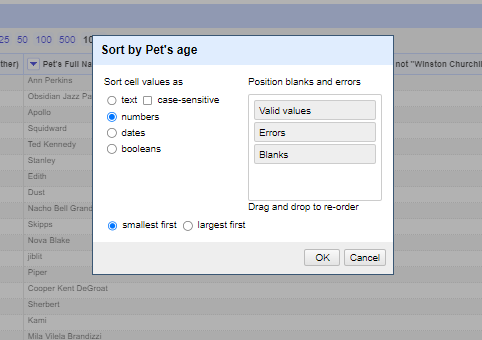 25 50 100 500
Sort by Pet's age
Pet's Full Na
not "Winston Churchil
Sort cell values as
Position blanks and errors
text case-sensitive
numbers
dates
booleans
Valid values
Errors
Blanks
Drag and drop to re-order
smallest first largest first
OK Cancel
Ann Perkins
Obsidian Jazz Pa
Apollo
Squidward
Ted Kennedy
Stanley
Edith
Dust
Nacho Bell Grand
Skipps
Nova Blake
jiblit
Piper
Cooper Kent DeGroat
Sherbert
Kami
Mila Vilela Brandizzi